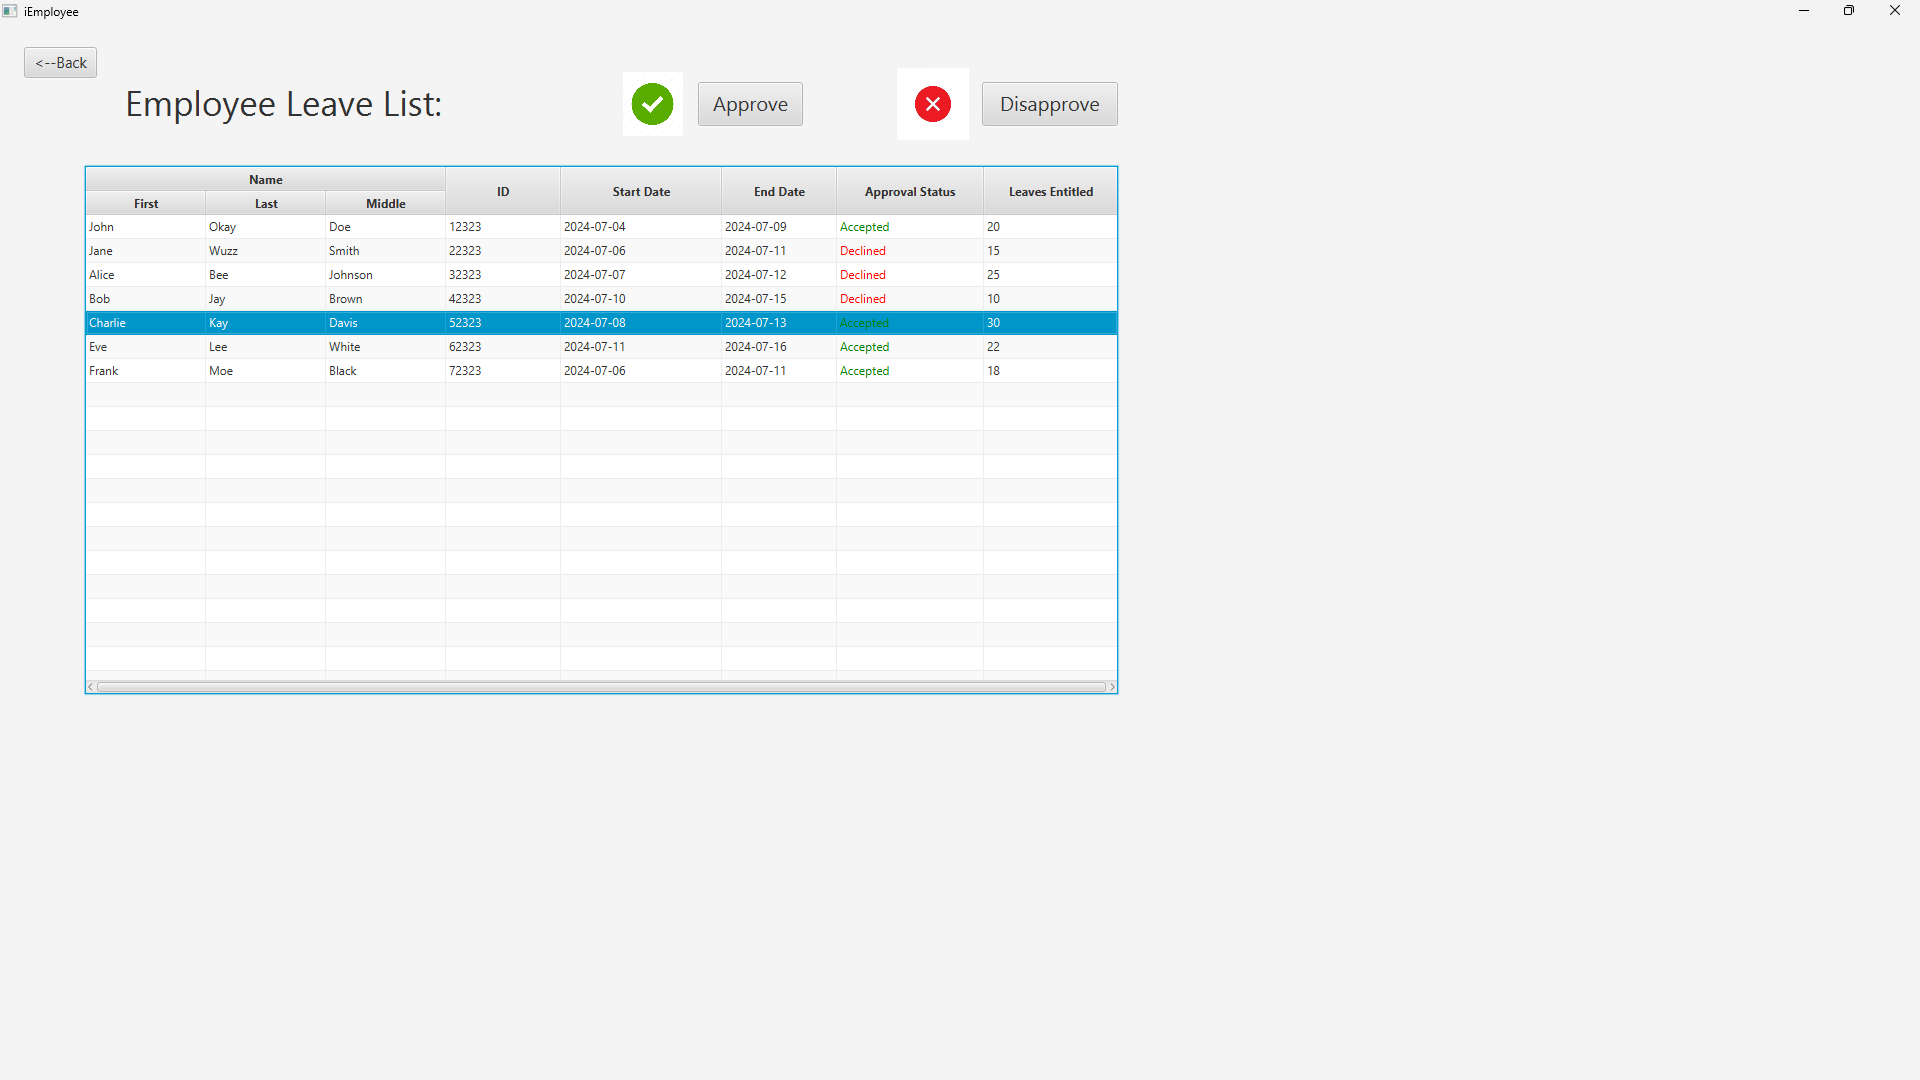 iEmployee
<--Back
Employee Leave List:
Approve
Disapprove
Name
ID
Start Date
End Date
Approval Status
Leaves Entitled
First
Last
Middle
John Okay Doe 12323 2024-07-04 2024-07-09 Accepted 20
Jane Wuzz Smith 22323 2024-07-06 2024-07-11 Declined 15
Alice Bee Johnson 32323 2024-07-07 2024-07-12 Declined 25
Bob Jay Brown 42323 2024-07-10 2024-07-15 Declined 10
Charlie Kay Davis 52323 2024-07-08 2024-07-13 Accepted 30
Eve Lee White 62323 2024-07-11 2024-07-16 Accepted 22
Frank Moe Black 72323 2024-07-06 2024-07-11 Accepted 18